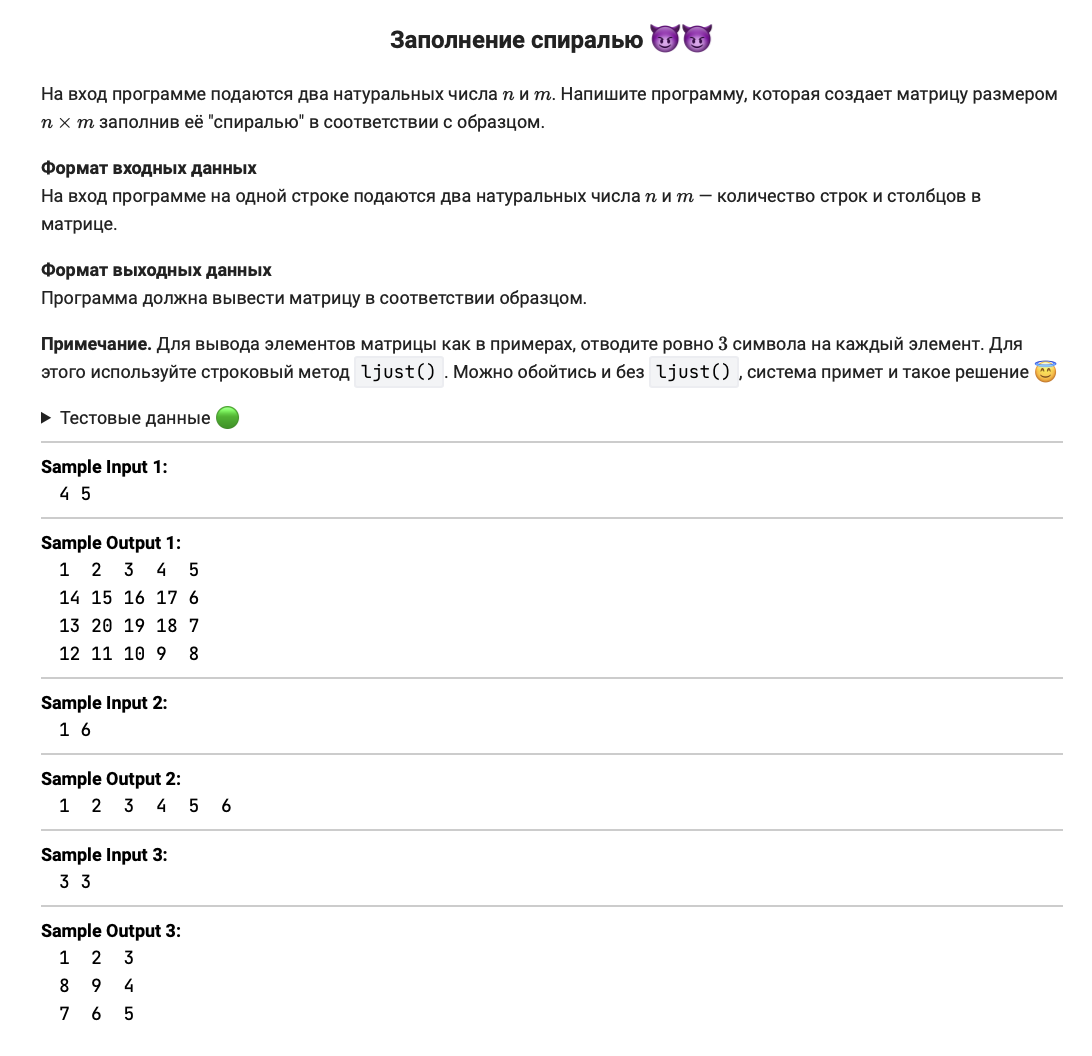 Заполнение спиралью 😈😈
На вход программе подаются два натуральных числа n и m. Напишите программу, которая создает матрицу размером
n × m заполнив её "спиралью" в соответствии с образцом.
Формат входных данных
На вход программе на одной строке подаются два натуральных числа n и m — количество строк и столбцов в
матрице.
Формат выходных данных
Программа должна вывести матрицу в соответствии образцом.
Примечание. Для вывода элементов матрицы как в примерах, отводите ровно 3 символа на каждый элемент. Для
этого используйте строковый метод ljust(). Можно обойтись и без ljust(), система примет и такое решение 😇
▶ Тестовые данные 🟢
Sample Input 1:
4 5
Sample Output 1:
1  2  3  4  5
14 15 16 17 6
13 20 19 18 7
12 11 10 9  8
Sample Input 2:
1 6
Sample Output 2:
1  2  3  4  5  6
Sample Input 3:
3 3
Sample Output 3:
1  2  3
8  9  4
7  6  5